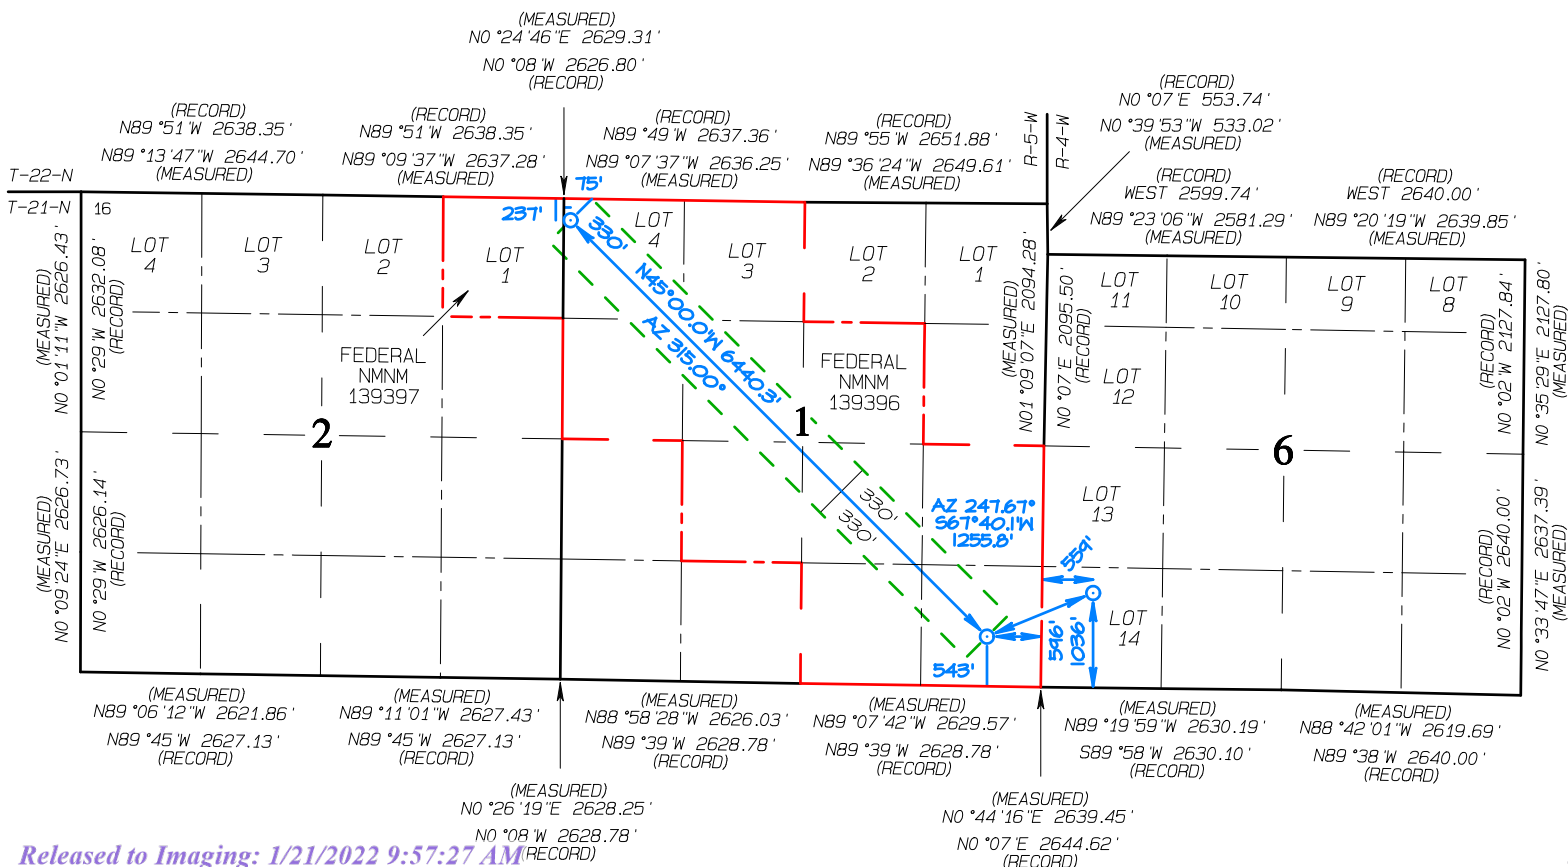 (MEASURED)
N0°24'46"E 2629.31'
N0°08'W 2626.80'
(RECORD)
(RECORD)
N89°51'W 2638.35'
N89°13'47"W 2644.70'
(MEASURED)
(RECORD)
N89°51'W 2638.35'
N89°09'37"W 2637.28'
(MEASURED)
(RECORD)
N89°49'W 2637.36'
N89°07'37"W 2636.25'
(MEASURED)
(RECORD)
N89°55'W 2651.88'
N89°36'24"W 2649.61'
(MEASURED)
R-5-W
R-4-W
(RECORD)
N0°07'E 553.74'
N0°39'53"W 533.02'
(MEASURED)
(RECORD)
WEST 2599.74'
N89°23'06"W 2581.29'
(MEASURED)
(RECORD)
WEST 2640.00'
N89°20'19"W 2639.85'
(MEASURED)
T-22-N
T-21-N
16
75'
237'
330'
LOT
4
LOT
3
LOT
2
LOT
1
LOT
4
LOT
3
LOT
2
LOT
1
LOT
11
LOT
10
LOT
9
LOT
8
LOT
12
LOT
13
LOT
14
(MEASURED)
N0°01'11"W 2626.43'
N0°29'W 2632.08'
(RECORD)
(MEASURED)
N0°09'24"E 2626.73'
N0°29'W 2626.14'
(RECORD)
FEDERAL
NMNM
139397
N45°00.0'W 6440.3'
AZ 315.00°
FEDERAL
NMNM
139396
(MEASURED)
N01°09'07"E 2094.28'
N0°07'E 2095.50'
(RECORD)
(RECORD)
N0°02'W 2127.84'
N0°35'29"E 2127.80'
(MEASURED)
(RECORD)
N0°02'W 2640.00'
N0°33'47"E 2637.39'
(MEASURED)
2
1
6
330'
330'
AZ 247.67°
S67°40.1'W
1255.8'
559'
596'
1036'
543'
(MEASURED)
N89°06'12"W 2621.86'
N89°45'W 2627.13'
(RECORD)
(MEASURED)
N89°11'01"W 2627.43'
N89°45'W 2627.13'
(RECORD)
(MEASURED)
N88°58'28"W 2626.03'
N89°39'W 2628.78'
(RECORD)
(MEASURED)
N89°07'42"W 2629.57'
N89°39'W 2628.78'
(RECORD)
(MEASURED)
N89°19'59"W 2630.19'
S89°58'W 2630.10'
(RECORD)
(MEASURED)
N88°42'01"W 2619.69'
N89°38'W 2640.00'
(RECORD)
(MEASURED)
N0°26'19"E 2628.25'
N0°08'W 2628.78'
(RECORD)
(MEASURED)
N0°44'16"E 2639.45'
N0°07'E 2644.62'
(RECORD)
Released to Imaging: 1/21/2022 9:57:27 AM